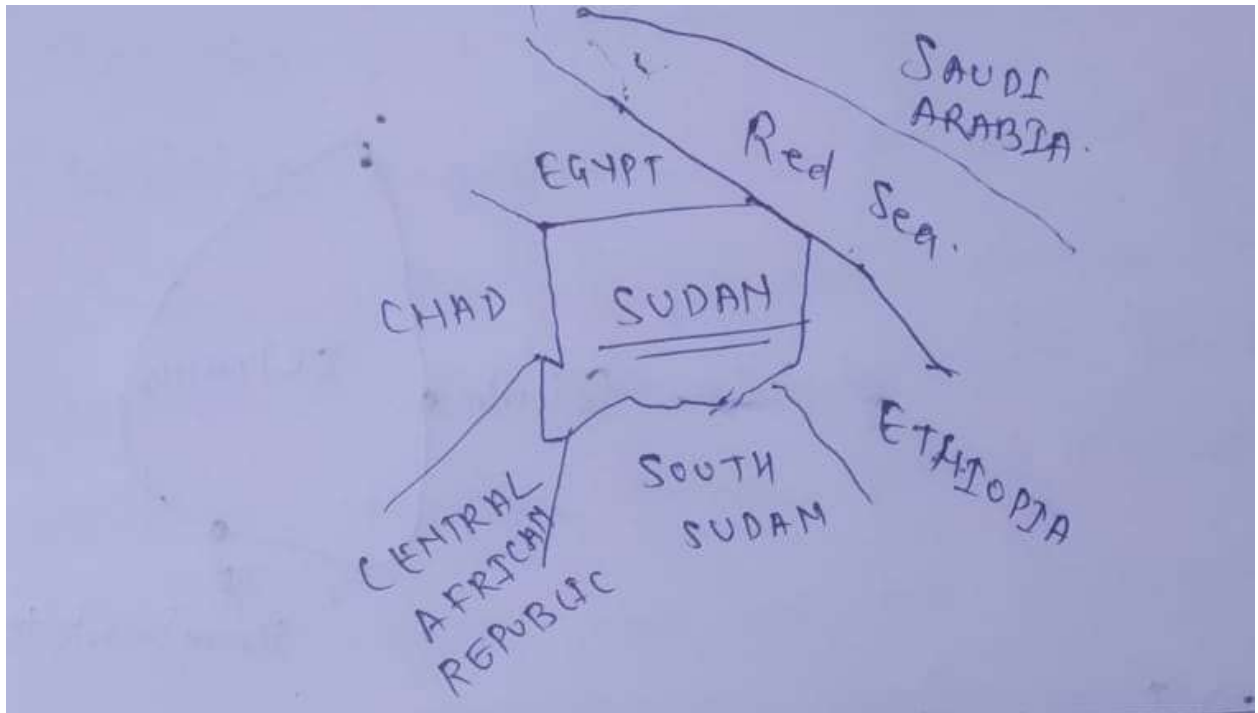 SAUDI
ARABIA.
Red Sea.
EGYPT
CHAD
SUDAN
ETHIOPIA
SOUTH
SUDAN
CENTRAL
AFRICAN
REPUBLIC